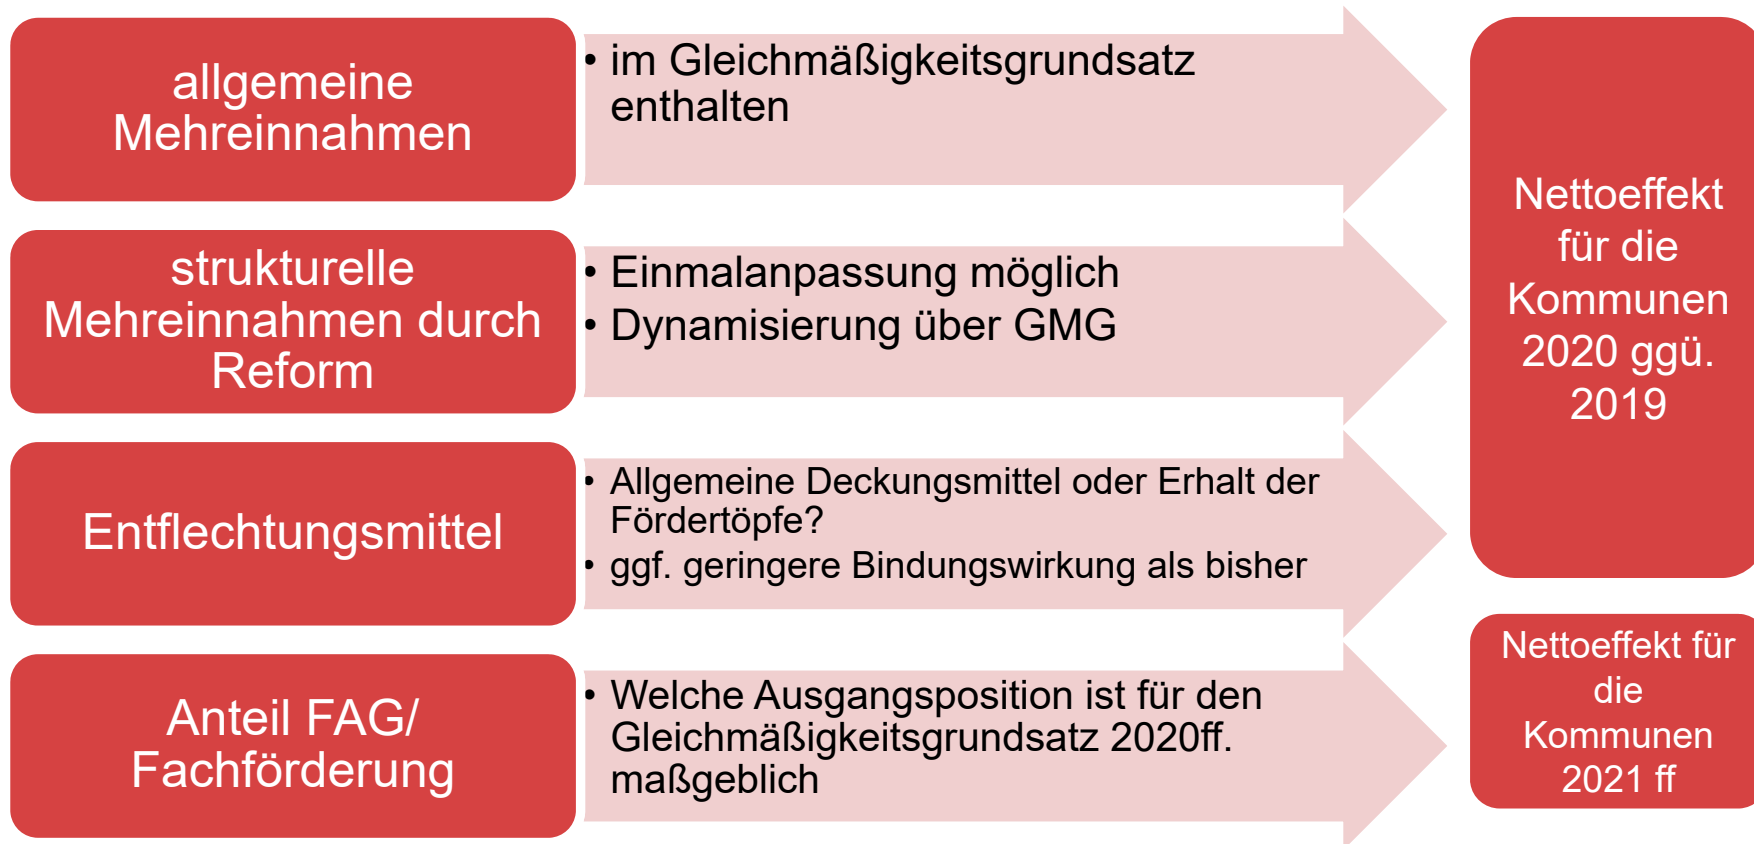 allgemeine
Mehreinnahmen
• im Gleichmäßigkeitsgrundsatz
enthalten
strukturelle
Mehreinnahmen durch
Reform
• Einmalanpassung möglich
• Dynamisierung über GMG
Entflechtungsmittel
• Allgemeine Deckungsmittel oder Erhalt der
Fördertöpfe?
• ggf. geringere Bindungswirkung als bisher
Anteil FAG/
Fachförderung
• Welche Ausgangsposition ist für den
Gleichmäßigkeitsgrundsatz 2020ff.
maßgeblich
Nettoeffekt
für die
Kommunen
2020 ggü.
2019
Nettoeffekt für
die
Kommunen
2021 ff